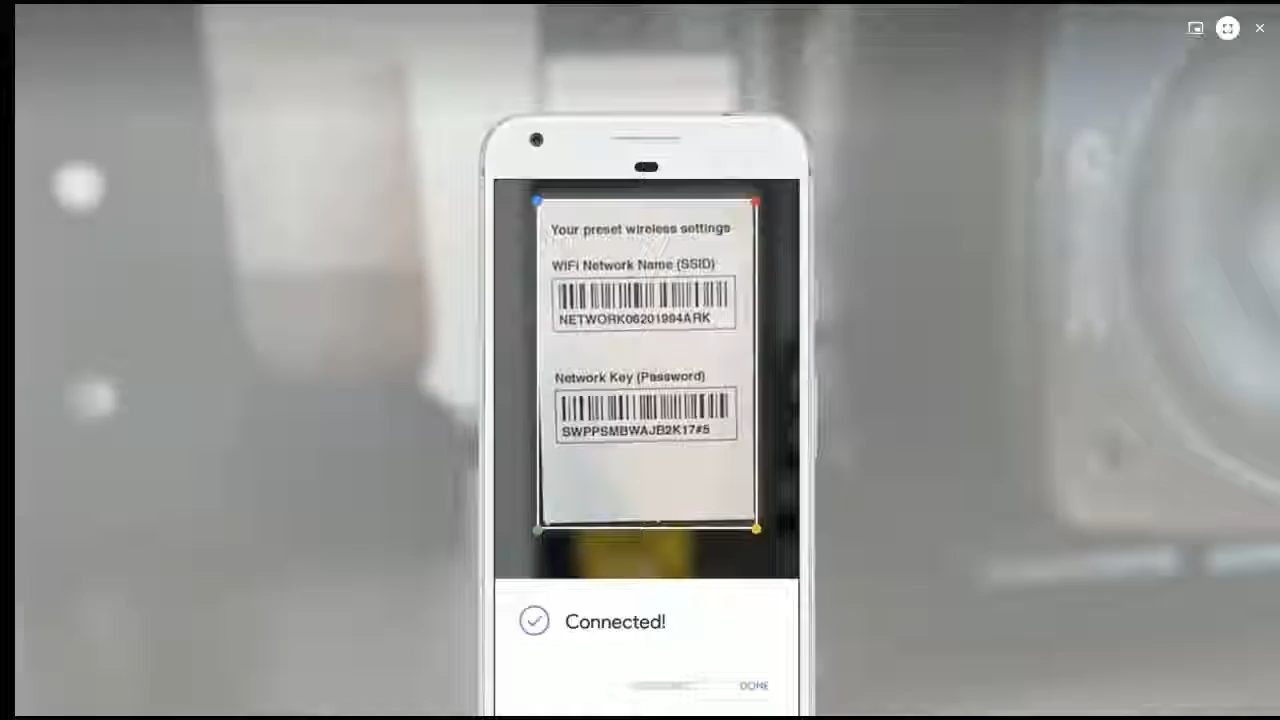 Your preset wireless settings
WiFi Network Name (SSID)
NETWORK06201994ARK
Network Key (Password)
SWPPSMBWAJB2K17#5
Connected!
DONE